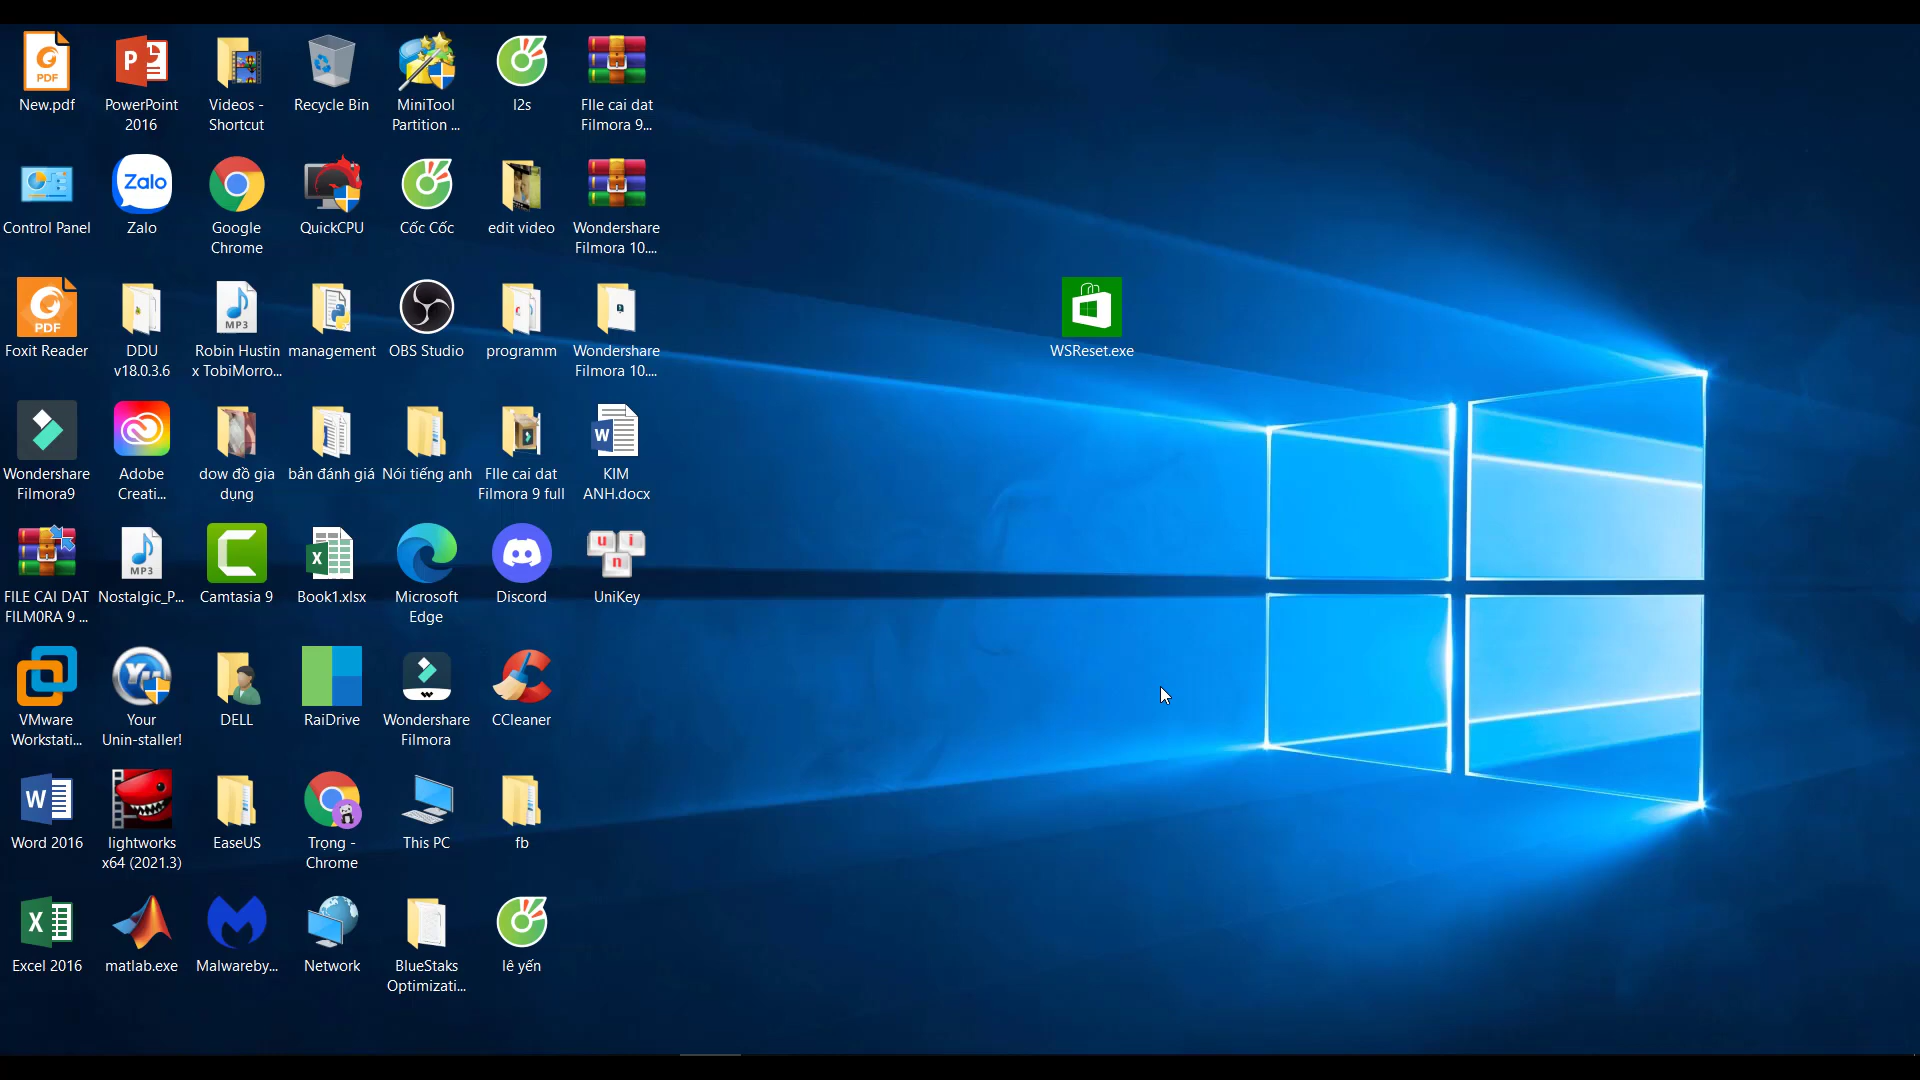 New.pdf
PowerPoint
2016
Videos -
Shortcut
Recycle Bin
MiniTool
Partition ...
l2s
FIle cai dat
Filmora 9...
Control Panel
Zalo
Zalo
Google
Chrome
QuickCPU
Cốc Cốc
edit video
Wondershare
Filmora 10....
Foxit Reader
DDU
v18.0.3.6
Robin Hustin
x TobiMorro...
management
OBS Studio
programm
Wondershare
Filmora 10....
WSReset.exe
Wondershare
Filmora9
Adobe
Creati...
dow đồ gia
dụng
bản đánh giá
Nói tiếng anh
FIle cai dat
Filmora 9 full
KIM
ANH.docx
FILE CAI DAT
FILM0RA 9 ...
Nostalgic_P...
Camtasia 9
Book1.xlsx
Microsoft
Edge
Discord
UniKey
VMware
Workstati...
Your
Unin-staller!
DELL
RaiDrive
Wondershare
Filmora
CCleaner
Word 2016
lightworks
x64 (2021.3)
EaseUS
Trọng -
Chrome
This PC
fb
Excel 2016
matlab.exe
Malwareby...
Network
BlueStaks
Optimizati...
lê yến
PDF
P
PDF
MP3
W
MP3
X
u i
n
W
X